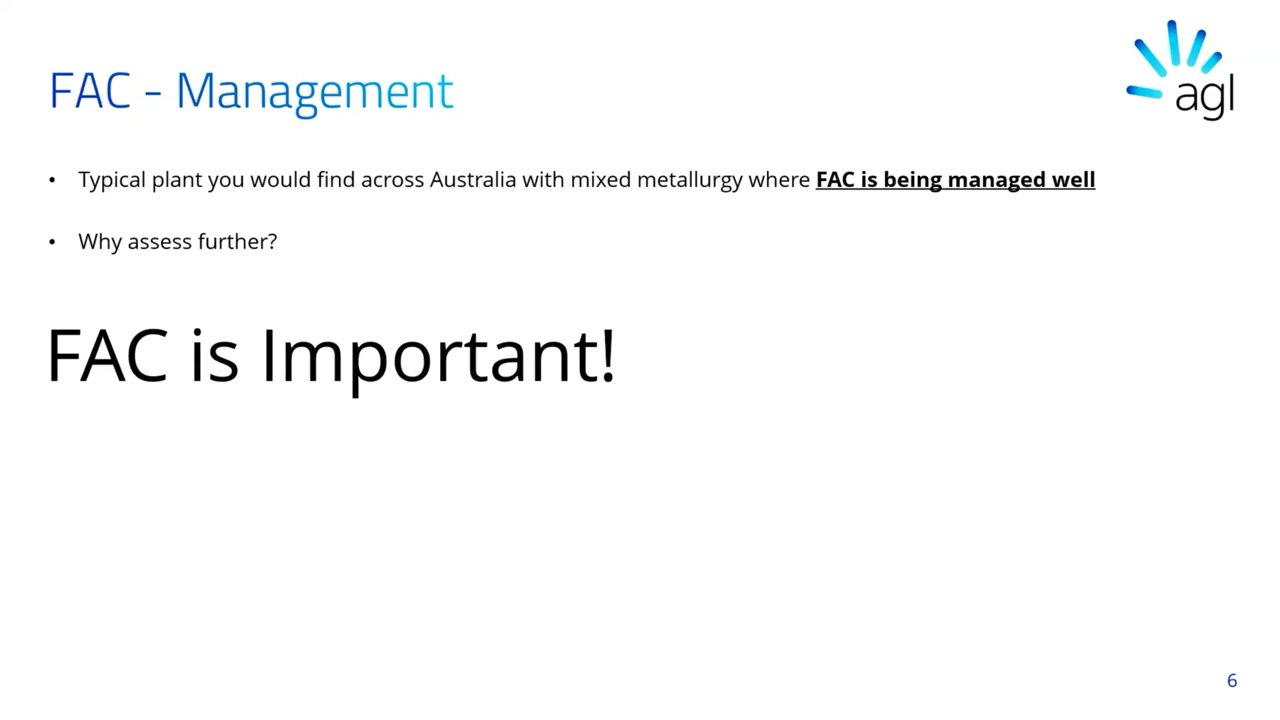 FAC - Management
agl
• Typical plant you would find across Australia with mixed metallurgy where FAC is being managed well
• Why assess further?
FAC is Important!
6